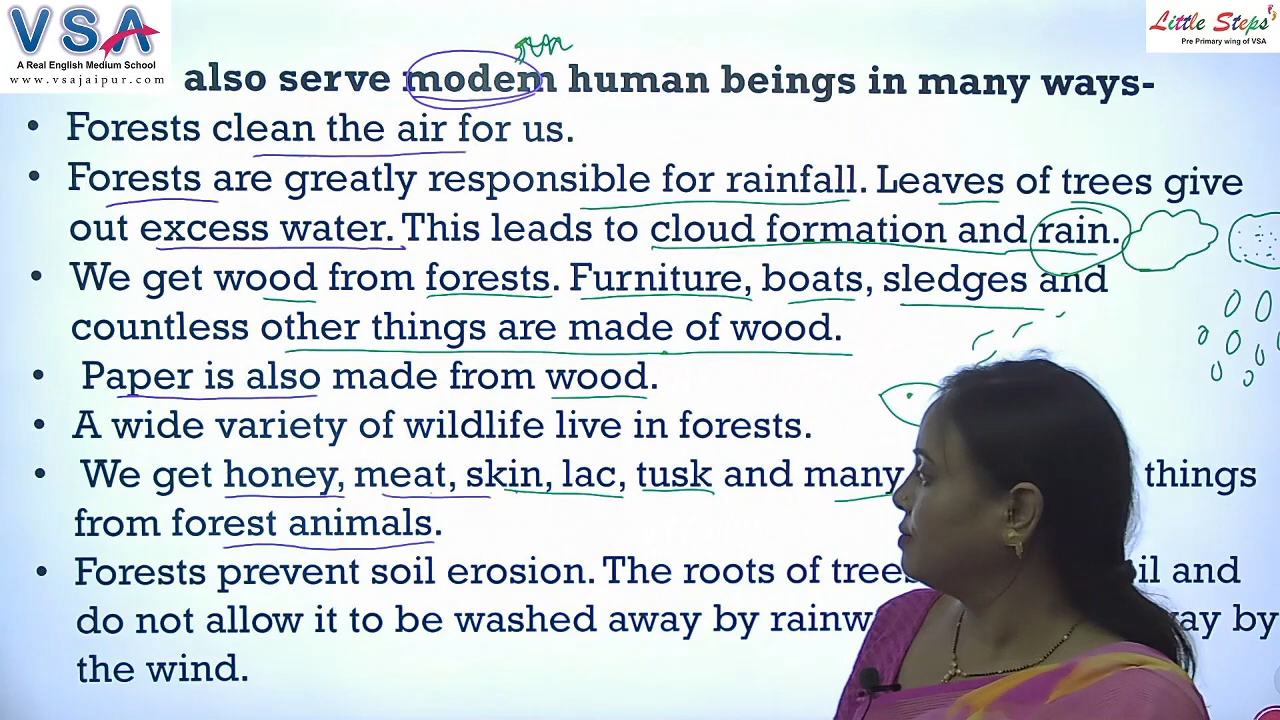 VSA
A Real English Medium School
www.vsajaipur.com
Little Steps
Pre Primary wing of VSA
also serve modem human beings in many ways-
• Forests clean the air for us.
• Forests are greatly responsible for rainfall. Leaves of trees give
out excess water. This leads to cloud formation and rain.
• We get wood from forests. Furniture, boats, sledges and
countless other things are made of wood.
• Paper is also made from wood.
• A wide variety of wildlife live in forests.
• We get honey, meat, skin, lac, tusk and many things
from forest animals.
• Forests prevent soil erosion. The roots of and
do not allow it to be washed away by by
the wind.